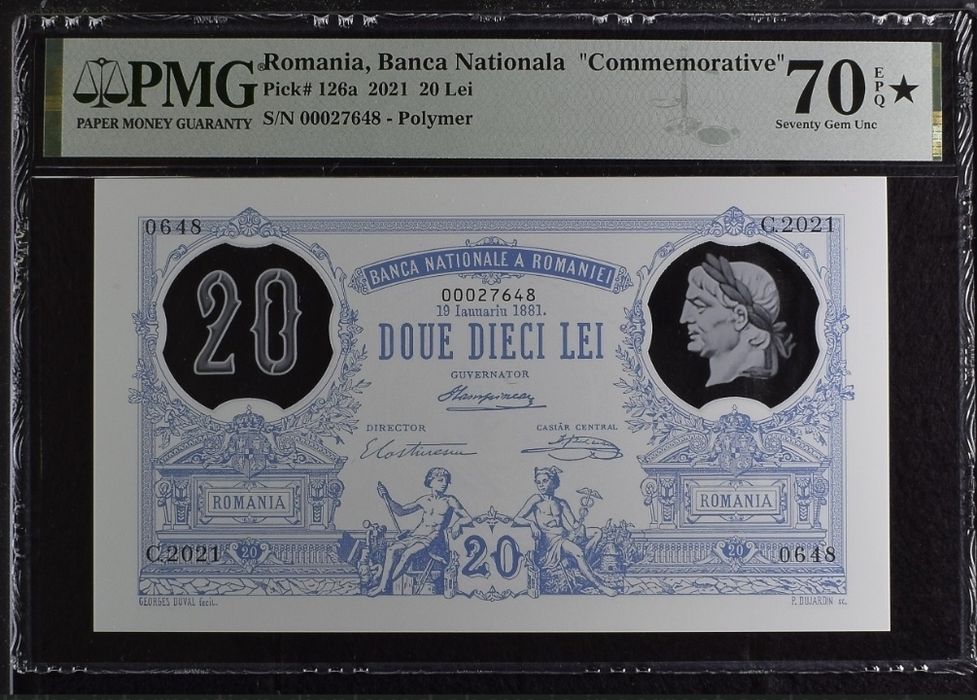 PMG®
PAPER MONEY GUARANTY
Romania, Banca Nationala "Commemorative"
Pick# 126a 2021 20 Lei
S/N 00027648 - Polymer
70 EPQ ★
Seventy Gem Unc
0648
C.2021
BANCA NATIONALE A ROMANIEI
20
00027648
19 Ianuariu 1881.
DOUE DIECI LEI
GUVERNATOR
DIRECTOR
CASIÁR CENTRAL
ROMANIA
ROMANIA
C.2021
20
20
20
0648
GEORGES DUVAL fecit.
P. DUJARDIN sc.